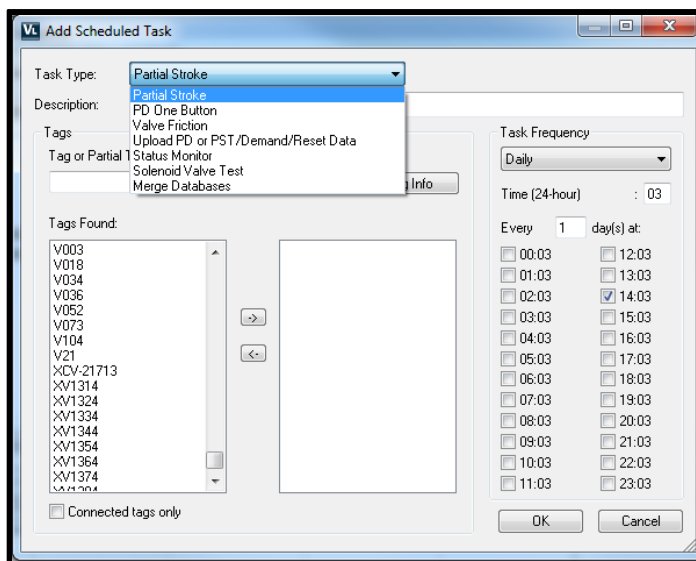 VL Add Scheduled Task
Task Type: Partial Stroke
Partial Stroke
PD One Button
Valve Friction
Upload PD or PST/Demand/Reset Data
Status Monitor
Solenoid Valve Test
Merge Databases
Description:
Tags
Tag or Partial T
g Info
Tags Found:
V003
V018
V034
V036
V052
V073
V104
V21
XCV-21713
XV1314
XV1324
XV1334
XV1344
XV1354
XV1364
XV1374
->
<-
Connected tags only
Task Frequency
Daily
Time (24-hour) : 03
Every 1 day(s) at:
00:03 12:03
01:03 13:03
02:03 14:03
03:03 15:03
04:03 16:03
05:03 17:03
06:03 18:03
07:03 19:03
08:03 20:03
09:03 21:03
10:03 22:03
11:03 23:03
OK Cancel